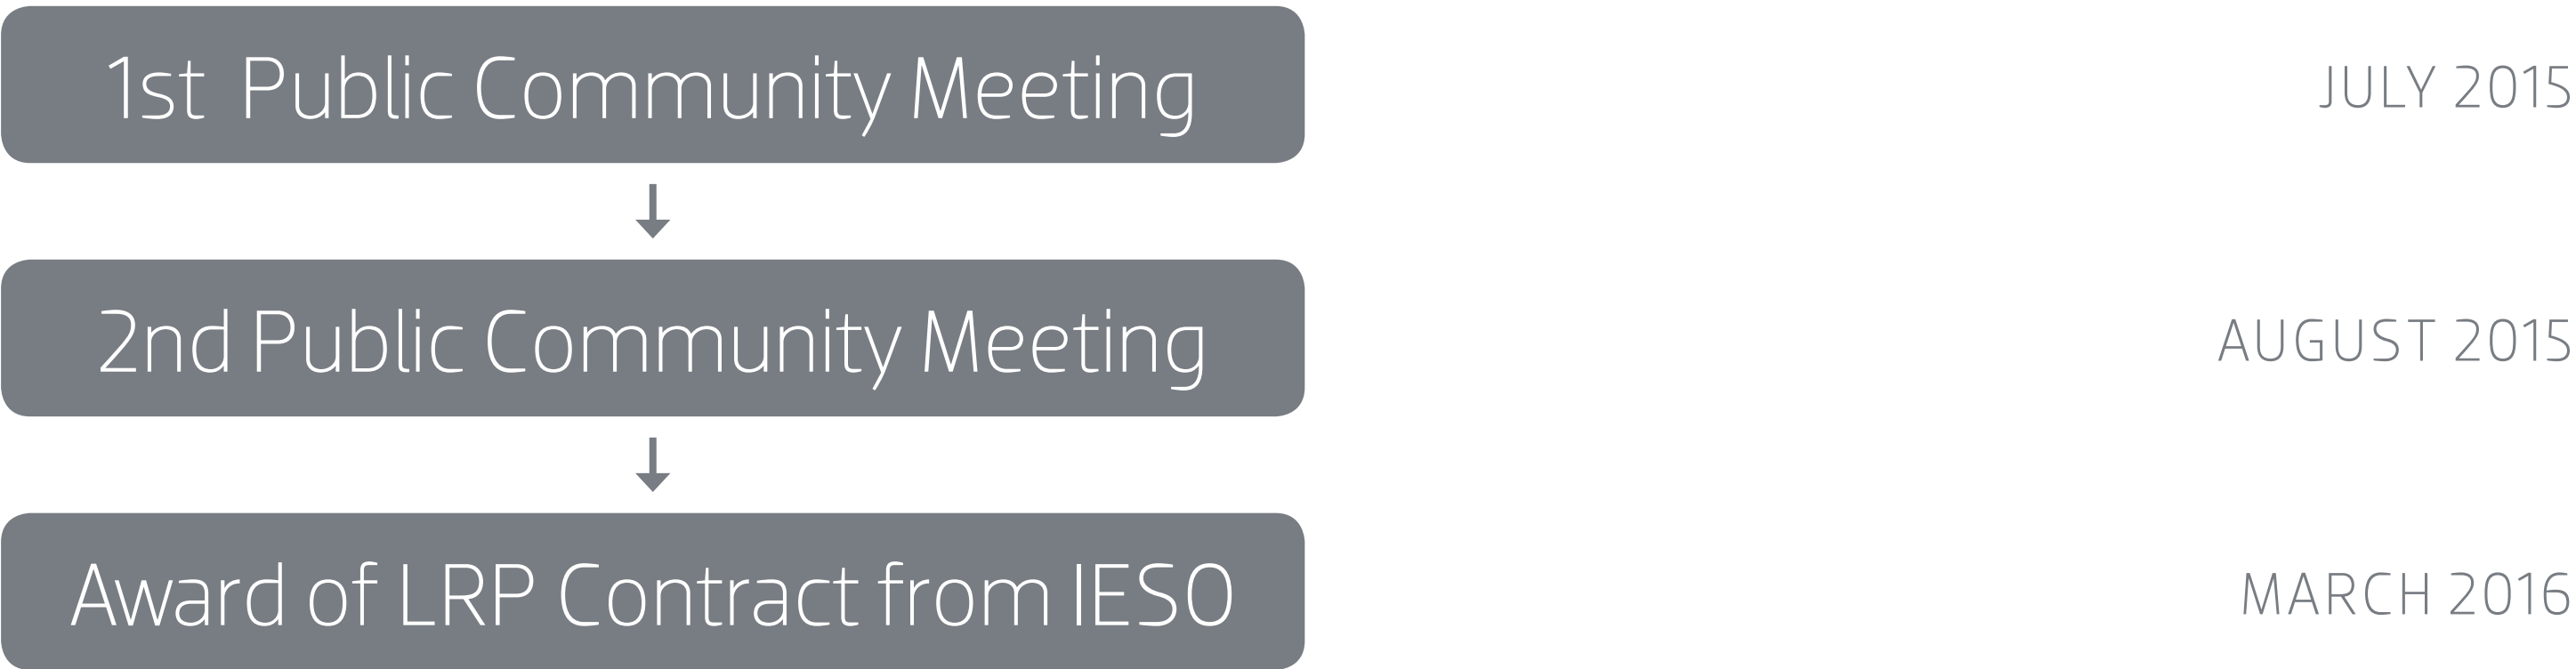 1st Public Community Meeting
JULY 2015
2nd Public Community Meeting
AUGUST 2015
Award of LRP Contract from IESO
MARCH 2016